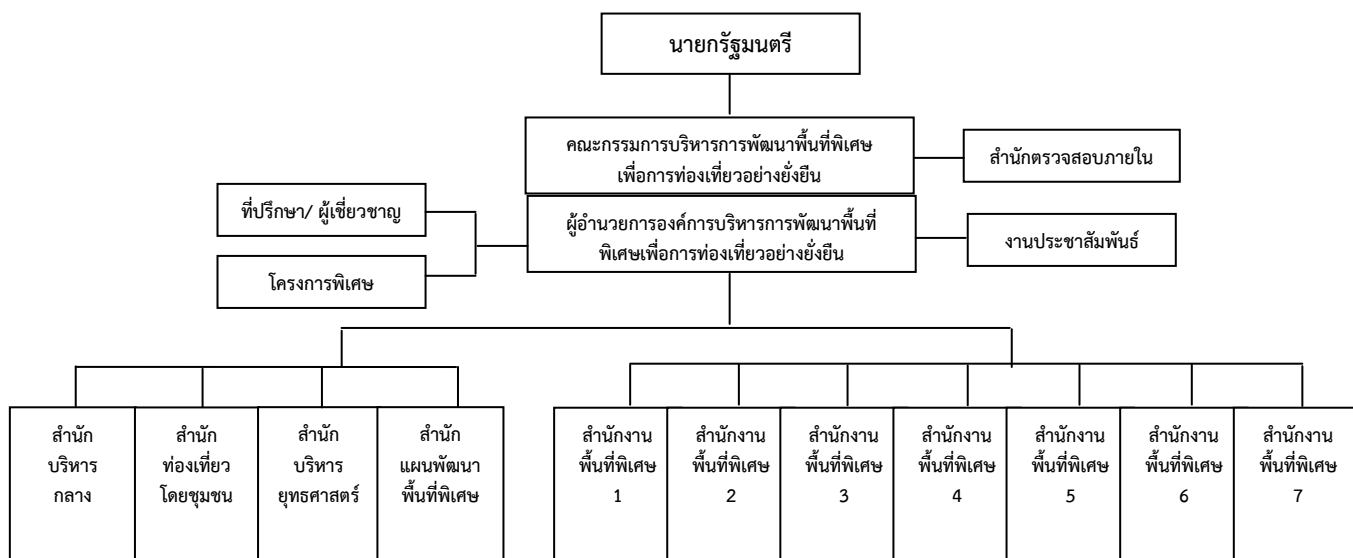 นายกรัฐมนตรี
คณะกรรมการบริหารการพัฒนาพื้นที่พิเศษ
เพื่อการท่องเที่ยวอย่างยั่งยืน
สำนักตรวจสอบภายใน
ที่ปรึกษา/ ผู้เชี่ยวชาญ
ผู้อำนวยการองค์การบริหารการพัฒนาพื้นที่
พิเศษเพื่อการท่องเที่ยวอย่างยั่งยืน
งานประชาสัมพันธ์
โครงการพิเศษ
สำนัก
บริหาร
กลาง
สำนัก
ท่องเที่ยว
โดยชุมชน
สำนัก
บริหาร
ยุทธศาสตร์
สำนัก
แผนพัฒนา
พื้นที่พิเศษ
สำนักงาน
พื้นที่พิเศษ
1
สำนักงาน
พื้นที่พิเศษ
2
สำนักงาน
พื้นที่พิเศษ
3
สำนักงาน
พื้นที่พิเศษ
4
สำนักงาน
พื้นที่พิเศษ
5
สำนักงาน
พื้นที่พิเศษ
6
สำนักงาน
พื้นที่พิเศษ
7